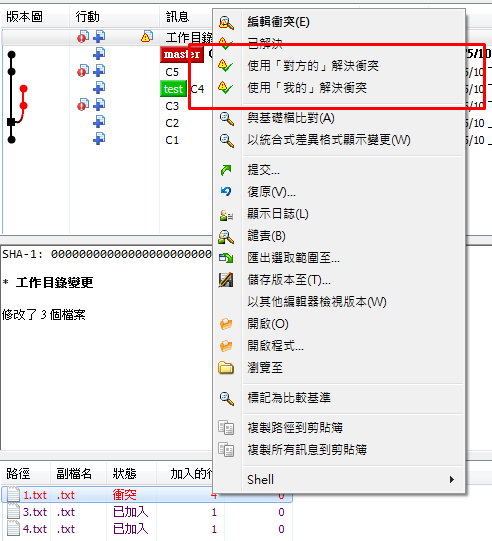 版本圖 行動 訊息
工作目錄
master
C5
test C4
C3
C2
C1
編輯衝突(E)
已解決
使用「對方的」解決衝突
使用「我的」解決衝突
與基礎檔比對(A)
以統合式差異格式顯示變更(W)
提交...
復原(V)...
顯示日誌(L)
譴責(B)
匯出選取範圍至...
儲存版本至(T)...
以其他編輯器檢視版本(W)
開啟(O)
開啟程式...
瀏覽至
標記為比較基準
複製路徑到剪貼簿
複製所有訊息到剪貼簿
Shell
5/10
5/10
5/10
5/10
5/10
5/10
SHA-1: 00000000000000000000000
* 工作目錄變更
修改了 3 個檔案
路徑 副檔名 狀態 加入的行
1.txt .txt 衝突 4 0
3.txt .txt 已加入 1 0
4.txt .txt 已加入 1 0